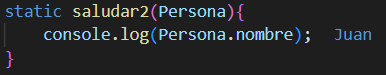 static saludar2(Persona){
console.log(Persona.nombre); Juan
}